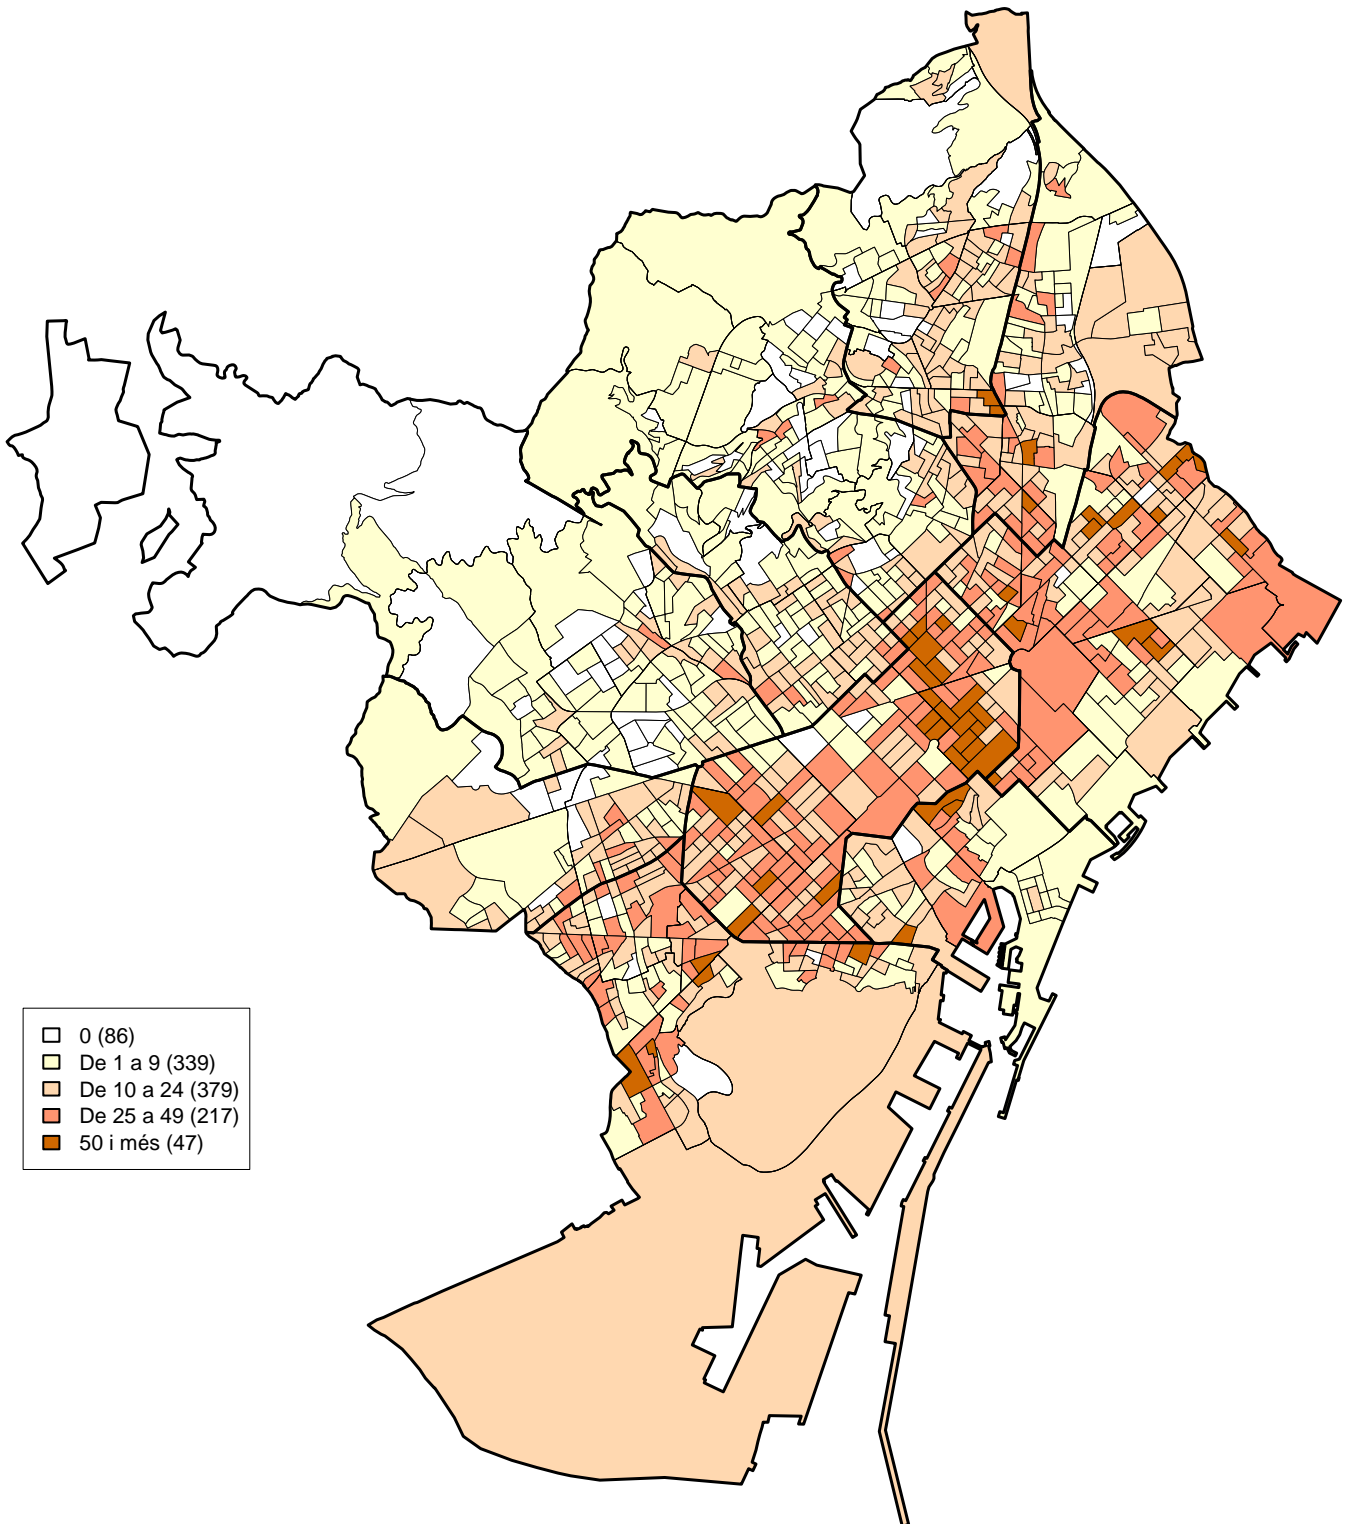 0 (86)
De 1 a 9 (339)
De 10 a 24 (379)
De 25 a 49 (217)
50 i més (47)